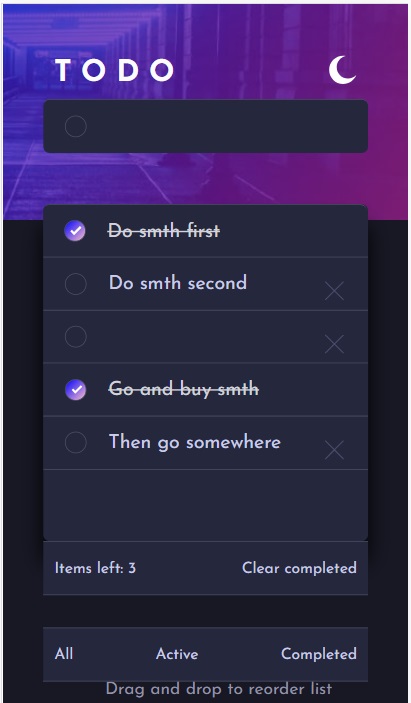 TODO
Do smth first
Do smth second
Go and buy smth
Then go somewhere
Items left: 3 Clear completed
All Active Completed
Drag and drop to reorder list